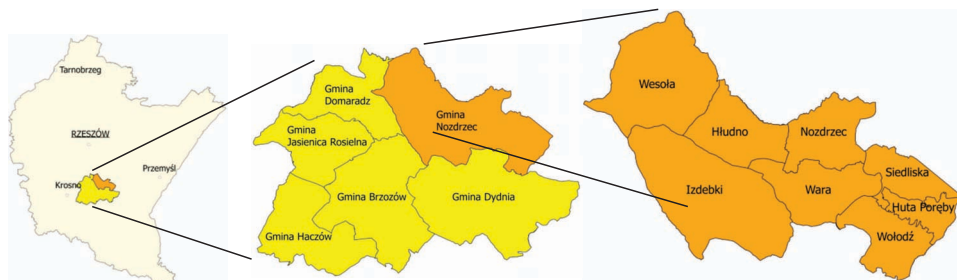 Tarnobrzeg
RZESZÓW
Przemyśl
Krosno
Gmina
Domaradz
Gmina
Nozdrzec
Gmina
Jasienica Rosielna
Gmina Brzozów
Gmina Dydnia
Gmina Haczów
Wesoła
Hłudno
Nozdrzec
Siedliska
Izdebki
Wara
Huta Poręby
Wołodź